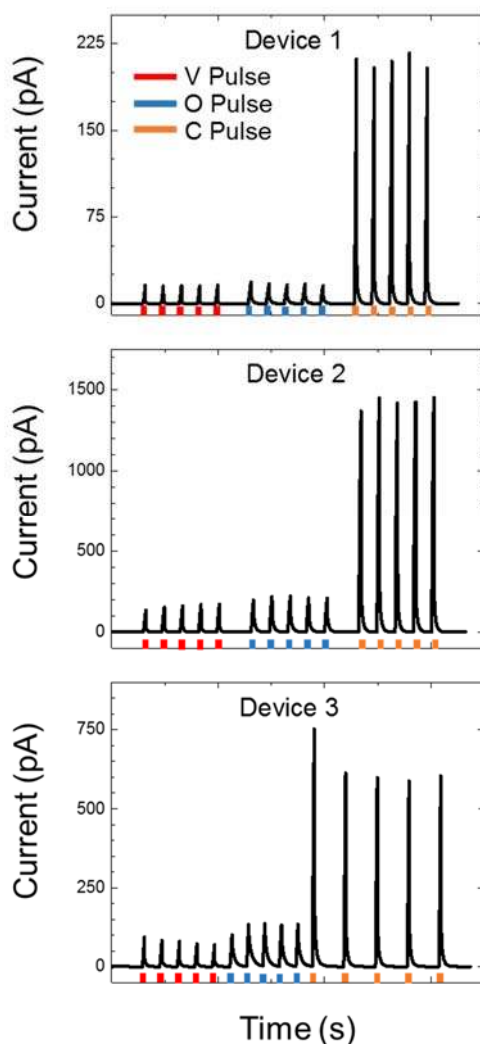 Device 1
V Pulse
O Pulse
C Pulse
Current (pA)
225
150
75
0
Device 2
Current (pA)
1500
1000
500
0
Device 3
Current (pA)
750
500
250
0
Time (s)